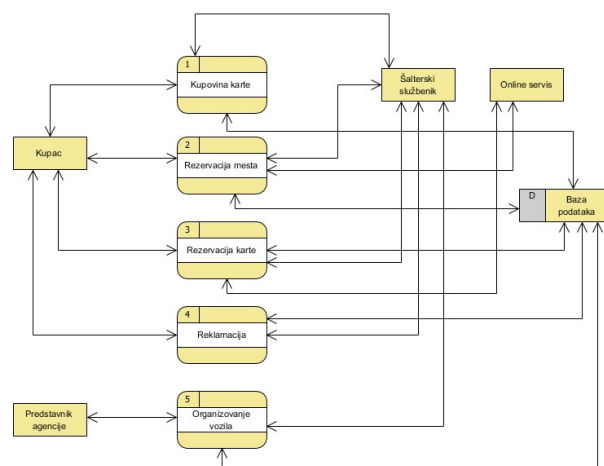 1
Kupovina karte
Šalterski
službenik
Online servis
Kupac
2
Rezervacija mesta
D
Baza
podataka
3
Rezervacija karte
4
Reklamacija
Predstavnik
agencije
5
Organizovanje
vozila